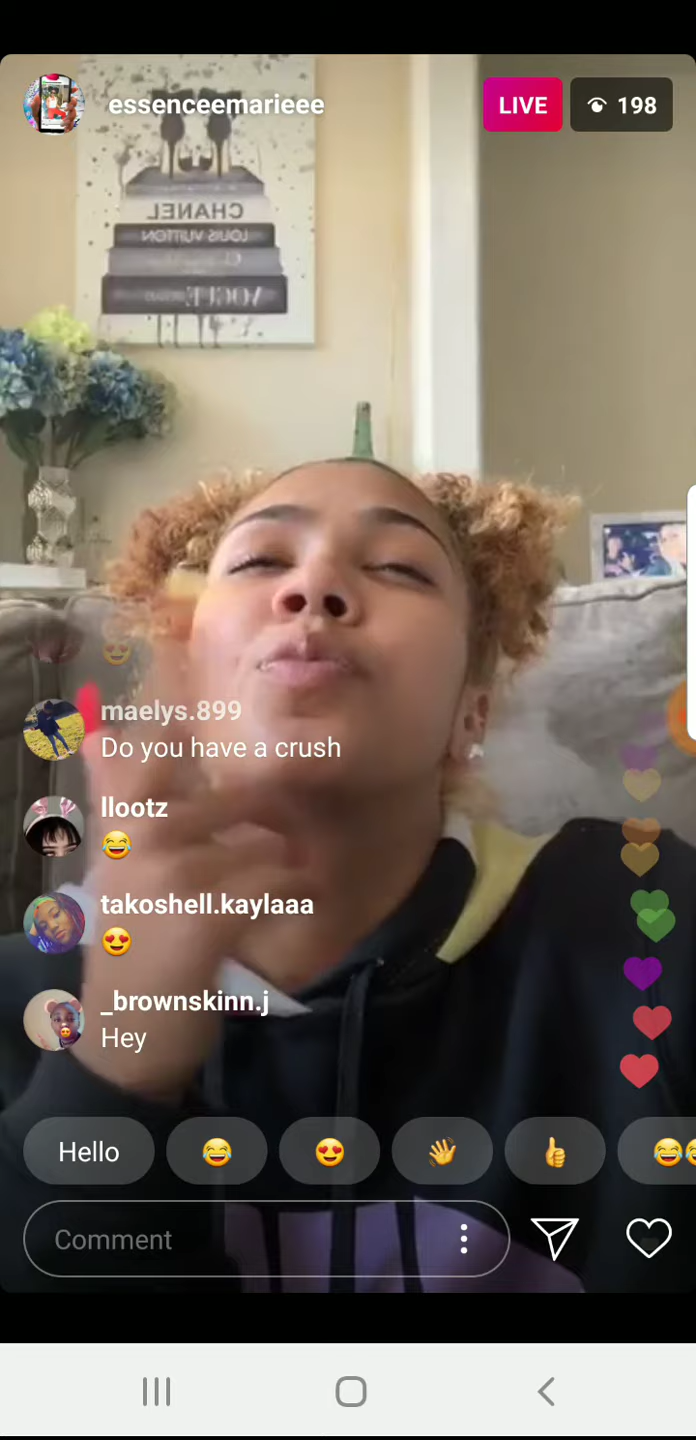 essenceemarieee
LIVE
198
CHANEL
LOUIS VUITTON
VOGUE
maelys.899
Do you have a crush
llootz
😂
takoshell.kaylaaa
😍
_brownskinn.j
Hey
Hello 😂 😍 👋 👍 😂
Comment